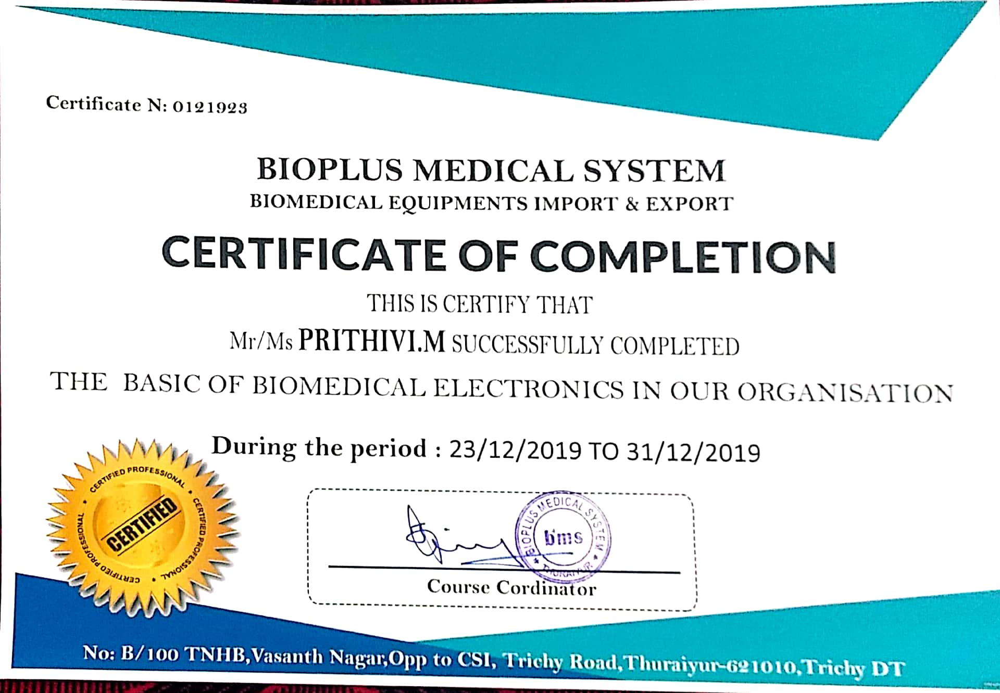 Certificate N: 0121923
BIOPLUS MEDICAL SYSTEM
BIOMEDICAL EQUIPMENTS IMPORT & EXPORT
CERTIFICATE OF COMPLETION
THIS IS CERTIFY THAT
Mr/Ms PRITHIVI.M SUCCESSFULLY COMPLETED
THE BASIC OF BIOMEDICAL ELECTRONICS IN OUR ORGANISATION
During the period : 23/12/2019 TO 31/12/2019
CERTIFIED PROFESSIONAL • CERTIFIED PROFESSIONAL • CERTIFIED PROFESSIONAL •
CERTIFIED
BIOPLUS MEDICAL SYSTEM
bms
THURAIYUR
Course Cordinator
No: B/100 TNHB,Vasanth Nagar,Opp to CSI, Trichy Road,Thuraiyur-621010,Trichy DT